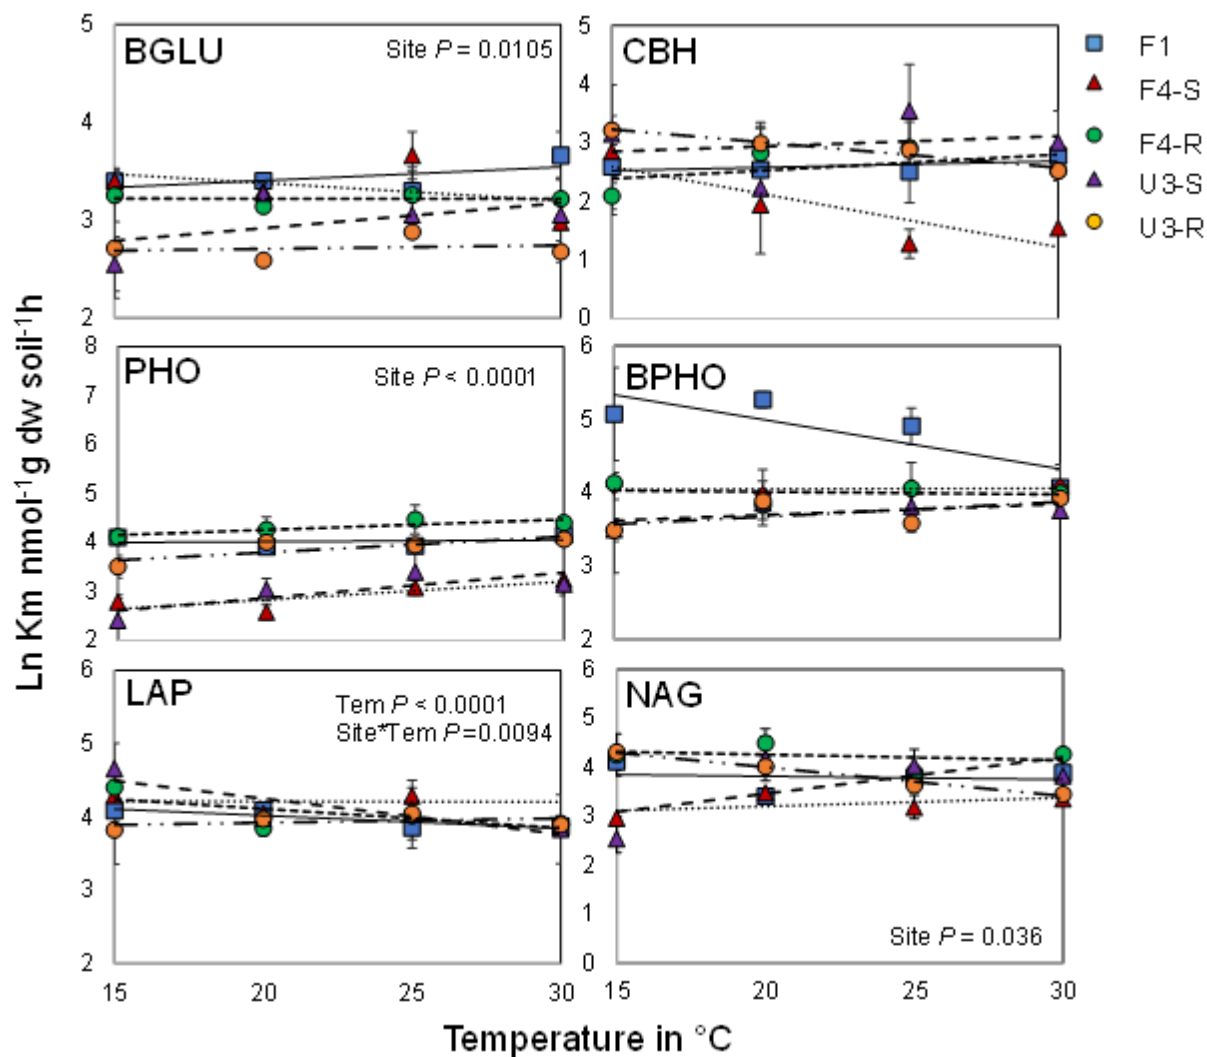 BGLU
Site P = 0.0105
5
4
3
2
CBH
5
4
3
2
1
0
F1
F4-S
F4-R
U3-S
U3-R
PHO
Site P < 0.0001
8
7
6
5
4
3
2
BPHO
6
5
4
3
2
LAP
Tem P < 0.0001
Site*Tem P=0.0094
6
5
4
3
2
15
20
25
30
NAG
Site P = 0.036
6
5
4
3
2
1
0
15
20
25
30
Ln Km nmol⁻¹g dw soil⁻¹h
Temperature in °C